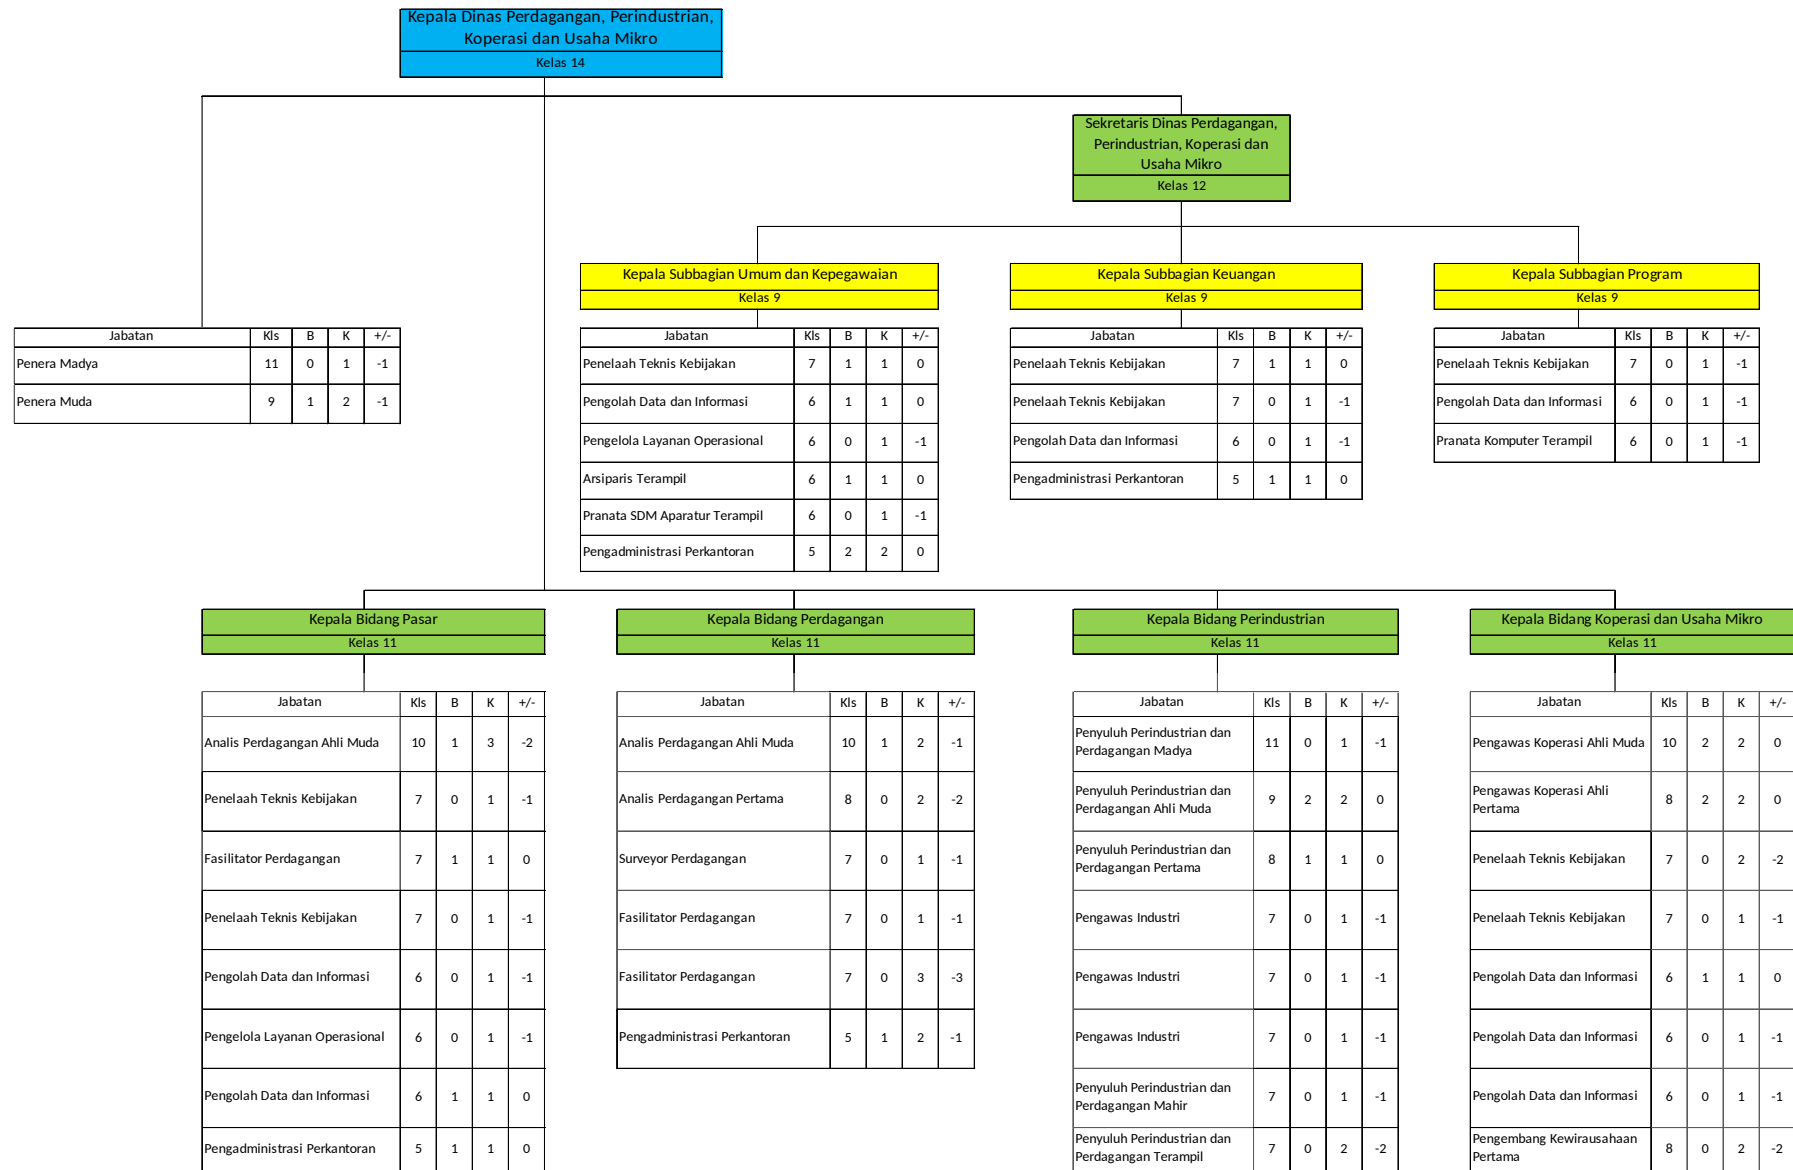 Kepala Dinas Perdagangan, Perindustrian,
Koperasi dan Usaha Mikro
Kelas 14
Sekretaris Dinas Perdagangan,
Perindustrian, Koperasi dan
Usaha Mikro
Kelas 12
Kepala Subbagian Umum dan Kepegawaian
Kelas 9
Kepala Subbagian Keuangan
Kelas 9
Kepala Subbagian Program
Kelas 9
Jabatan Kls B K +/-
Penera Madya 11 0 1 -1
Penera Muda 9 1 2 -1
Jabatan Kls B K +/-
Penelaah Teknis Kebijakan 7 1 1 0
Pengolah Data dan Informasi 6 1 1 0
Pengelola Layanan Operasional 6 0 1 -1
Arsiparis Terampil 6 1 1 0
Pranata SDM Aparatur Terampil 6 0 1 -1
Pengadministrasi Perkantoran 5 2 2 0
Jabatan Kls B K +/-
Penelaah Teknis Kebijakan 7 1 1 0
Penelaah Teknis Kebijakan 7 0 1 -1
Pengolah Data dan Informasi 6 0 1 -1
Pengadministrasi Perkantoran 5 1 1 0
Jabatan Kls B K +/-
Penelaah Teknis Kebijakan 7 0 1 -1
Pengolah Data dan Informasi 6 0 1 -1
Pranata Komputer Terampil 6 0 1 -1
Kepala Bidang Pasar
Kelas 11
Jabatan Kls B K +/-
Analis Perdagangan Ahli Muda 10 1 3 -2
Penelaah Teknis Kebijakan 7 0 1 -1
Fasilitator Perdagangan 7 1 1 0
Penelaah Teknis Kebijakan 7 0 1 -1
Pengolah Data dan Informasi 6 0 1 -1
Pengelola Layanan Operasional 6 0 1 -1
Pengolah Data dan Informasi 6 1 1 0
Pengadministrasi Perkantoran 5 1 1 0
Kepala Bidang Perdagangan
Kelas 11
Jabatan Kls B K +/-
Analis Perdagangan Ahli Muda 10 1 2 -1
Analis Perdagangan Pertama 8 0 2 -2
Surveyor Perdagangan 7 0 1 -1
Fasilitator Perdagangan 7 0 1 -1
Fasilitator Perdagangan 7 0 3 -3
Pengadministrasi Perkantoran 5 1 2 -1
Kepala Bidang Perindustrian
Kelas 11
Jabatan Kls B K +/-
Penyuluh Perindustrian dan
Perdagangan Madya 11 0 1 -1
Penyuluh Perindustrian dan
Perdagangan Ahli Muda 9 2 2 0
Penyuluh Perindustrian dan
Perdagangan Pertama 8 1 1 0
Pengawas Industri 7 0 1 -1
Pengawas Industri 7 0 1 -1
Pengawas Industri 7 0 1 -1
Penyuluh Perindustrian dan
Perdagangan Mahir 7 0 1 -1
Penyuluh Perindustrian dan
Perdagangan Terampil 7 0 2 -2
Kepala Bidang Koperasi dan Usaha Mikro
Kelas 11
Jabatan Kls B K +/-
Pengawas Koperasi Ahli Muda 10 2 2 0
Pengawas Koperasi Ahli
Pertama 8 2 2 0
Penelaah Teknis Kebijakan 7 0 2 -2
Penelaah Teknis Kebijakan 7 0 1 -1
Pengolah Data dan Informasi 6 1 1 0
Pengolah Data dan Informasi 6 0 1 -1
Pengolah Data dan Informasi 6 0 1 -1
Pengembang Kewirausahaan
Pertama 8 0 2 -2